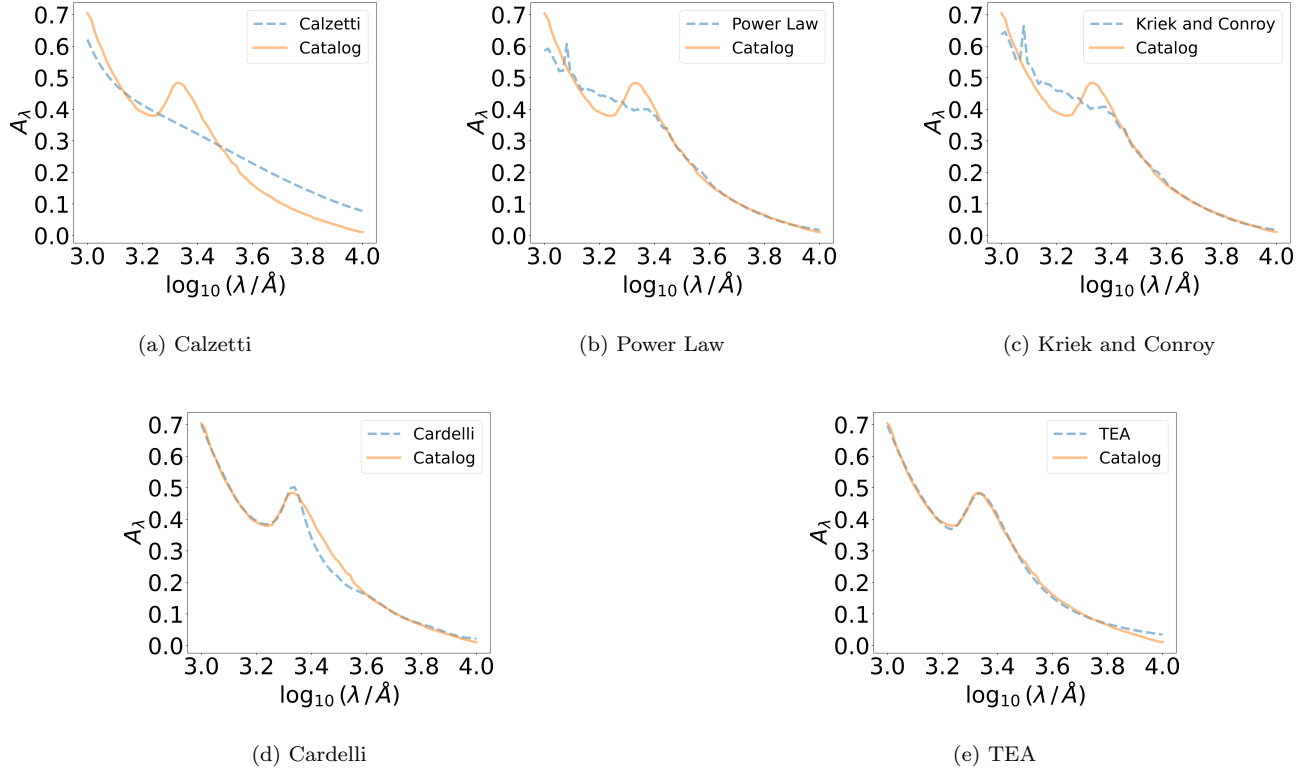 0.7
0.6
0.5
0.4
0.3
0.2
0.1
0.0
A_λ
Calzetti
Catalog
3.0 3.2 3.4 3.6 3.8 4.0
log₁₀ (λ / Å)
(a) Calzetti
0.7
0.6
0.5
0.4
0.3
0.2
0.1
0.0
A_λ
Power Law
Catalog
3.0 3.2 3.4 3.6 3.8 4.0
log₁₀ (λ / Å)
(b) Power Law
0.7
0.6
0.5
0.4
0.3
0.2
0.1
0.0
A_λ
Kriek and Conroy
Catalog
3.0 3.2 3.4 3.6 3.8 4.0
log₁₀ (λ / Å)
(c) Kriek and Conroy
0.7
0.6
0.5
0.4
0.3
0.2
0.1
0.0
A_λ
Cardelli
Catalog
3.0 3.2 3.4 3.6 3.8 4.0
log₁₀ (λ / Å)
(d) Cardelli
0.7
0.6
0.5
0.4
0.3
0.2
0.1
0.0
A_λ
TEA
Catalog
3.0 3.2 3.4 3.6 3.8 4.0
log₁₀ (λ / Å)
(e) TEA